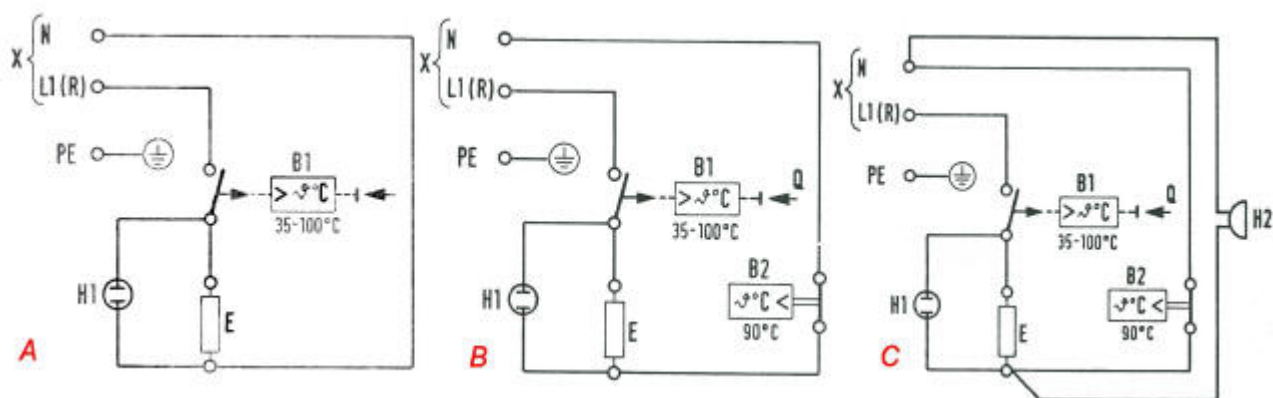 N
X
L1(R)
PE
B1
> ϑ°C
35-100°C
H1
E
A
N
X
L1(R)
PE
B1
> ϑ°C
Q
35-100°C
B2
ϑ°C <
90°C
H1
E
B
N
X
L1(R)
PE
B1
> ϑ°C
Q
35-100°C
H2
B2
ϑ°C <
90°C
H1
E
C